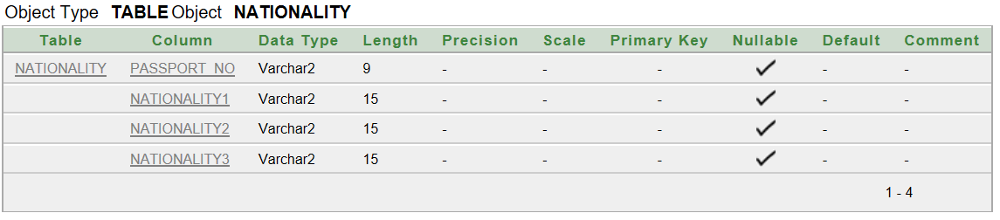 Object Type TABLE Object NATIONALITY
Table Column Data Type Length Precision Scale Primary Key Nullable Default Comment
NATIONALITY PASSPORT_NO Varchar2 9 - - - ✓ - -
NATIONALITY1 Varchar2 15 - - - ✓ - -
NATIONALITY2 Varchar2 15 - - - ✓ - -
NATIONALITY3 Varchar2 15 - - - ✓ - -
1 - 4